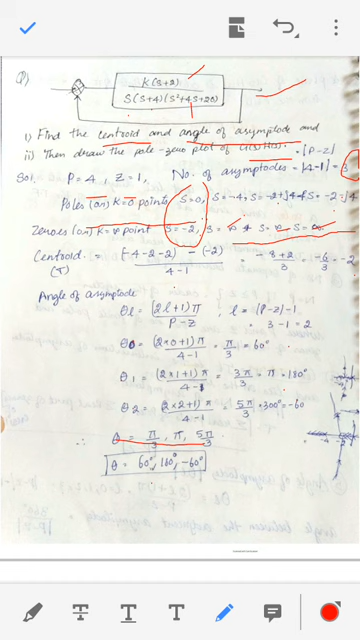 Q)
K(S+2)
S(S+4)(S²+4S+20)
i) Find the centroid and angle of asymptode and
ii) Then draw the pole-zero plot of G(s)H(s). = |P-Z|
Sol. P=4, Z=1, No. of asymptodes = |4-1| = 3
Poles (or) K=0 points S=0, S=-4, S=-2+j4 S=-2-j4
Zeroes (or) K=∞ point S=-2, S=∞ S=∞ S=∞
Centroid = (-4-2-2) - (-2) = -8+2 = -6 = -2
(σ) 4-1 3 3
Angle of asymptode
θl = (2l+1)π , l = |P-Z|-1
P-Z = 3-1 = 2
θ0 = (2×0+1)π = π = 60°
4-1 3
θ1 = (2×1+1)π = 3π = π = 180°
4-1 3
θ2 = (2×2+1)π = 5π = 300° = -60
4-1 3
θ = π, π, 5π
3 3
θ = 60°, 180°, -60°